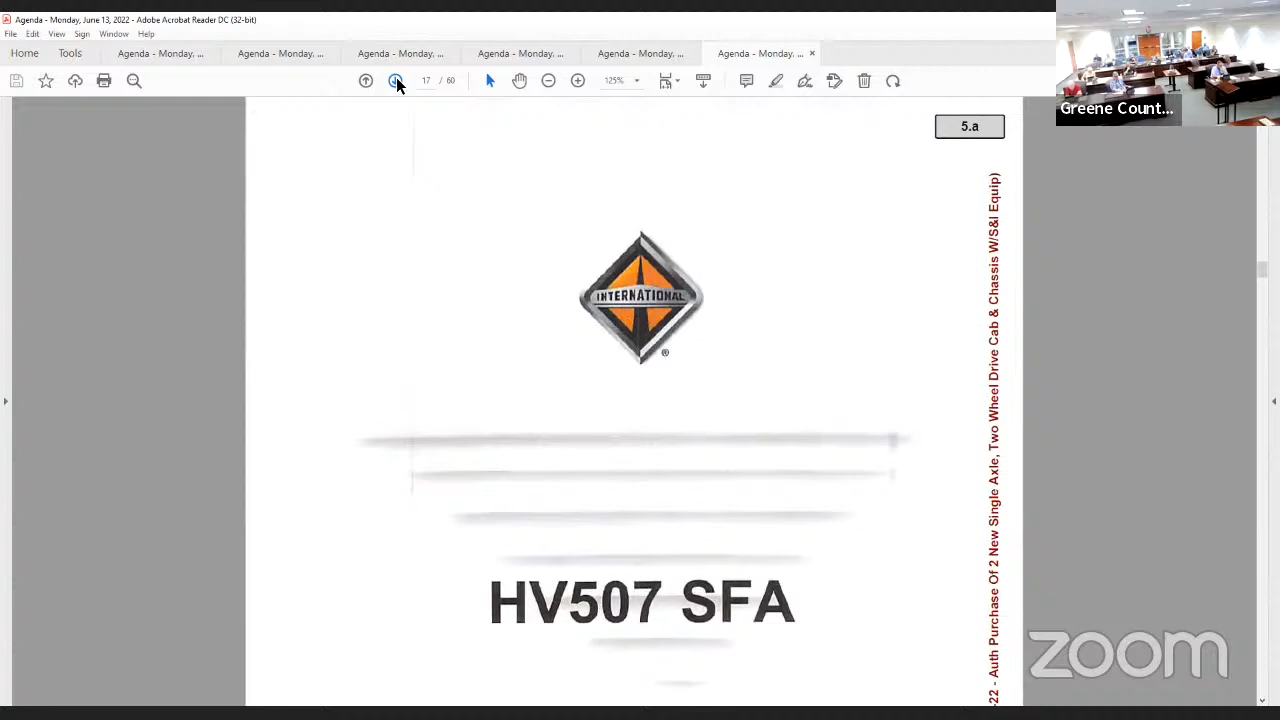 Agenda - Monday, June 13, 2022 - Adobe Acrobat Reader DC (32-bit)
File Edit View Sign Window Help
Home Tools Agenda - Monday, ... Agenda - Monday, ... Agenda - Monday, ... Agenda - Monday, ... Agenda - Monday, ... Agenda - Monday, ... ×
17 / 60 125%
Greene Count...
5.a
INTERNATIONAL
®
HV507 SFA
-22 - Auth Purchase Of 2 New Single Axle, Two Wheel Drive Cab & Chassis W/S&I Equip)
zoom